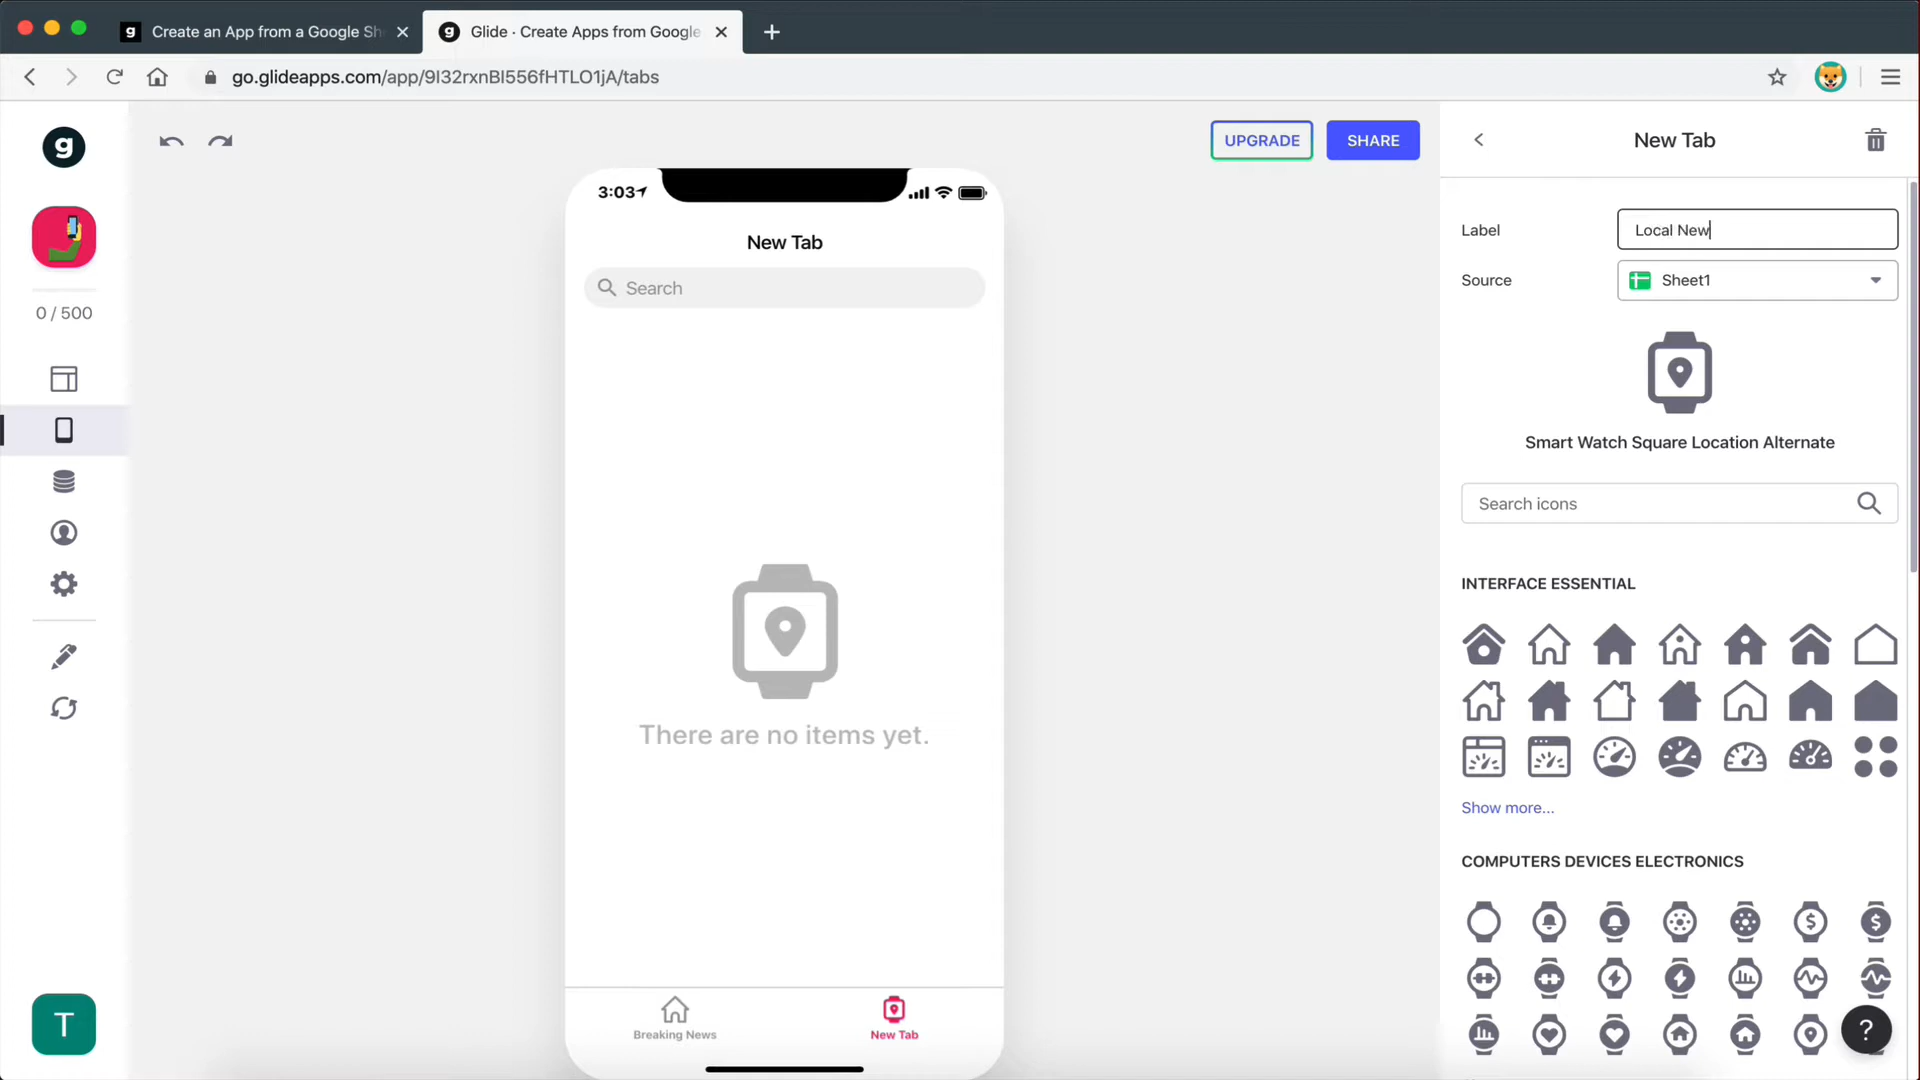 Create an App from a Google Sh
Glide · Create Apps from Google
go.glideapps.com/app/9I32rxnBI556fHTLO1jA/tabs
g
0 / 500
T
UPGRADE
SHARE
3:03
New Tab
Search
There are no items yet.
Breaking News
New Tab
New Tab
Label
Local New
Source
Sheet1
Smart Watch Square Location Alternate
Search icons
INTERFACE ESSENTIAL
Show more...
COMPUTERS DEVICES ELECTRONICS
?